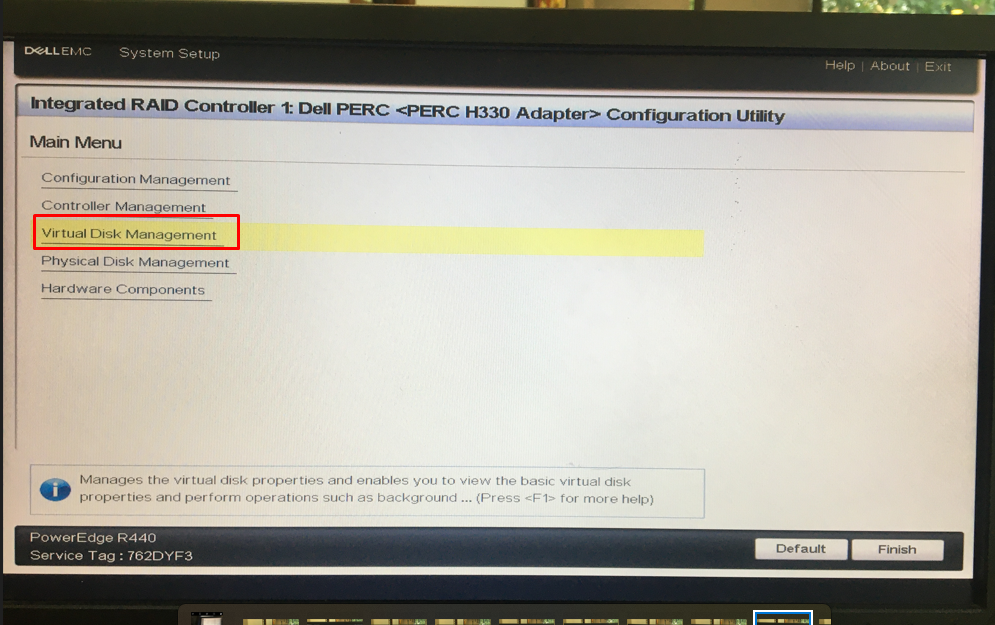 DELLEMC System Setup
Help | About | Exit
Integrated RAID Controller 1: Dell PERC <PERC H330 Adapter> Configuration Utility
Main Menu
Configuration Management
Controller Management
Virtual Disk Management
Physical Disk Management
Hardware Components
Manages the virtual disk properties and enables you to view the basic virtual disk
properties and perform operations such as background ... (Press <F1> for more help)
PowerEdge R440
Service Tag : 762DYF3
Default Finish